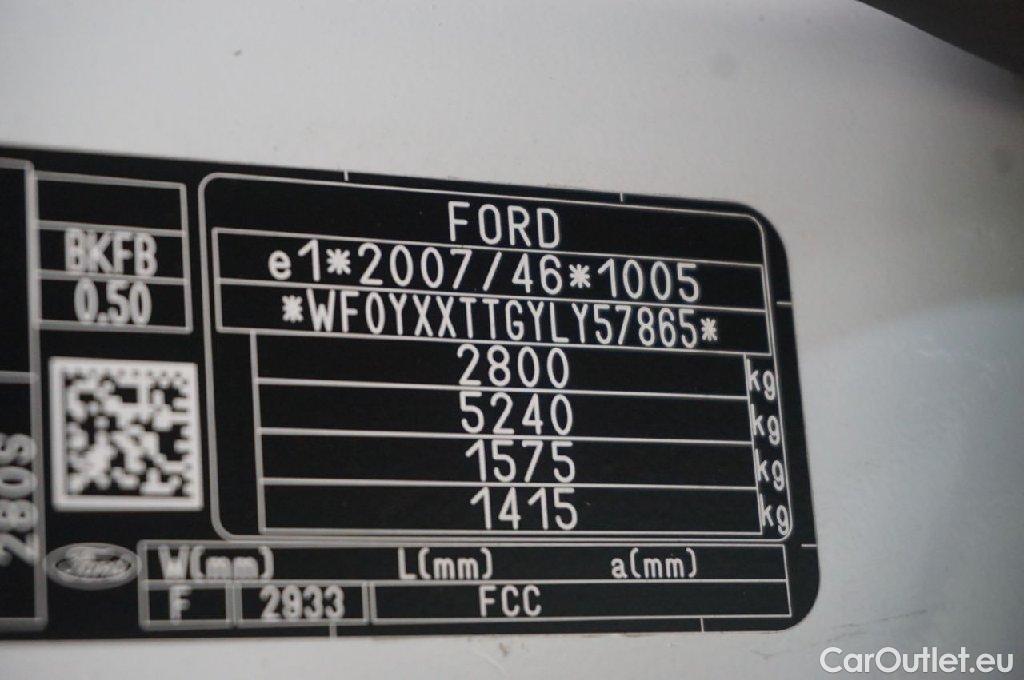 FORD
e1*2007/46*1005
*WF0YXXTTGYLY57865*
2800 kg
5240 kg
1575 kg
1415 kg
BKFB
0.50
280S
Ford
W(mm) L(mm) a(mm)
F 2933 FCC
CarOutlet.eu